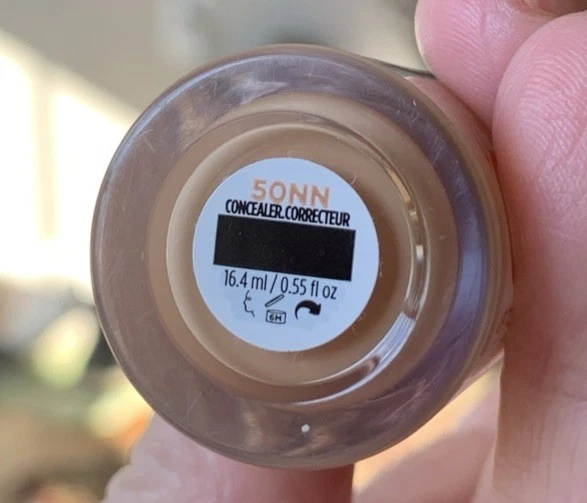 50NN
CONCEALER.CORRECTEUR
16.4 ml / 0.55 fl oz
6M